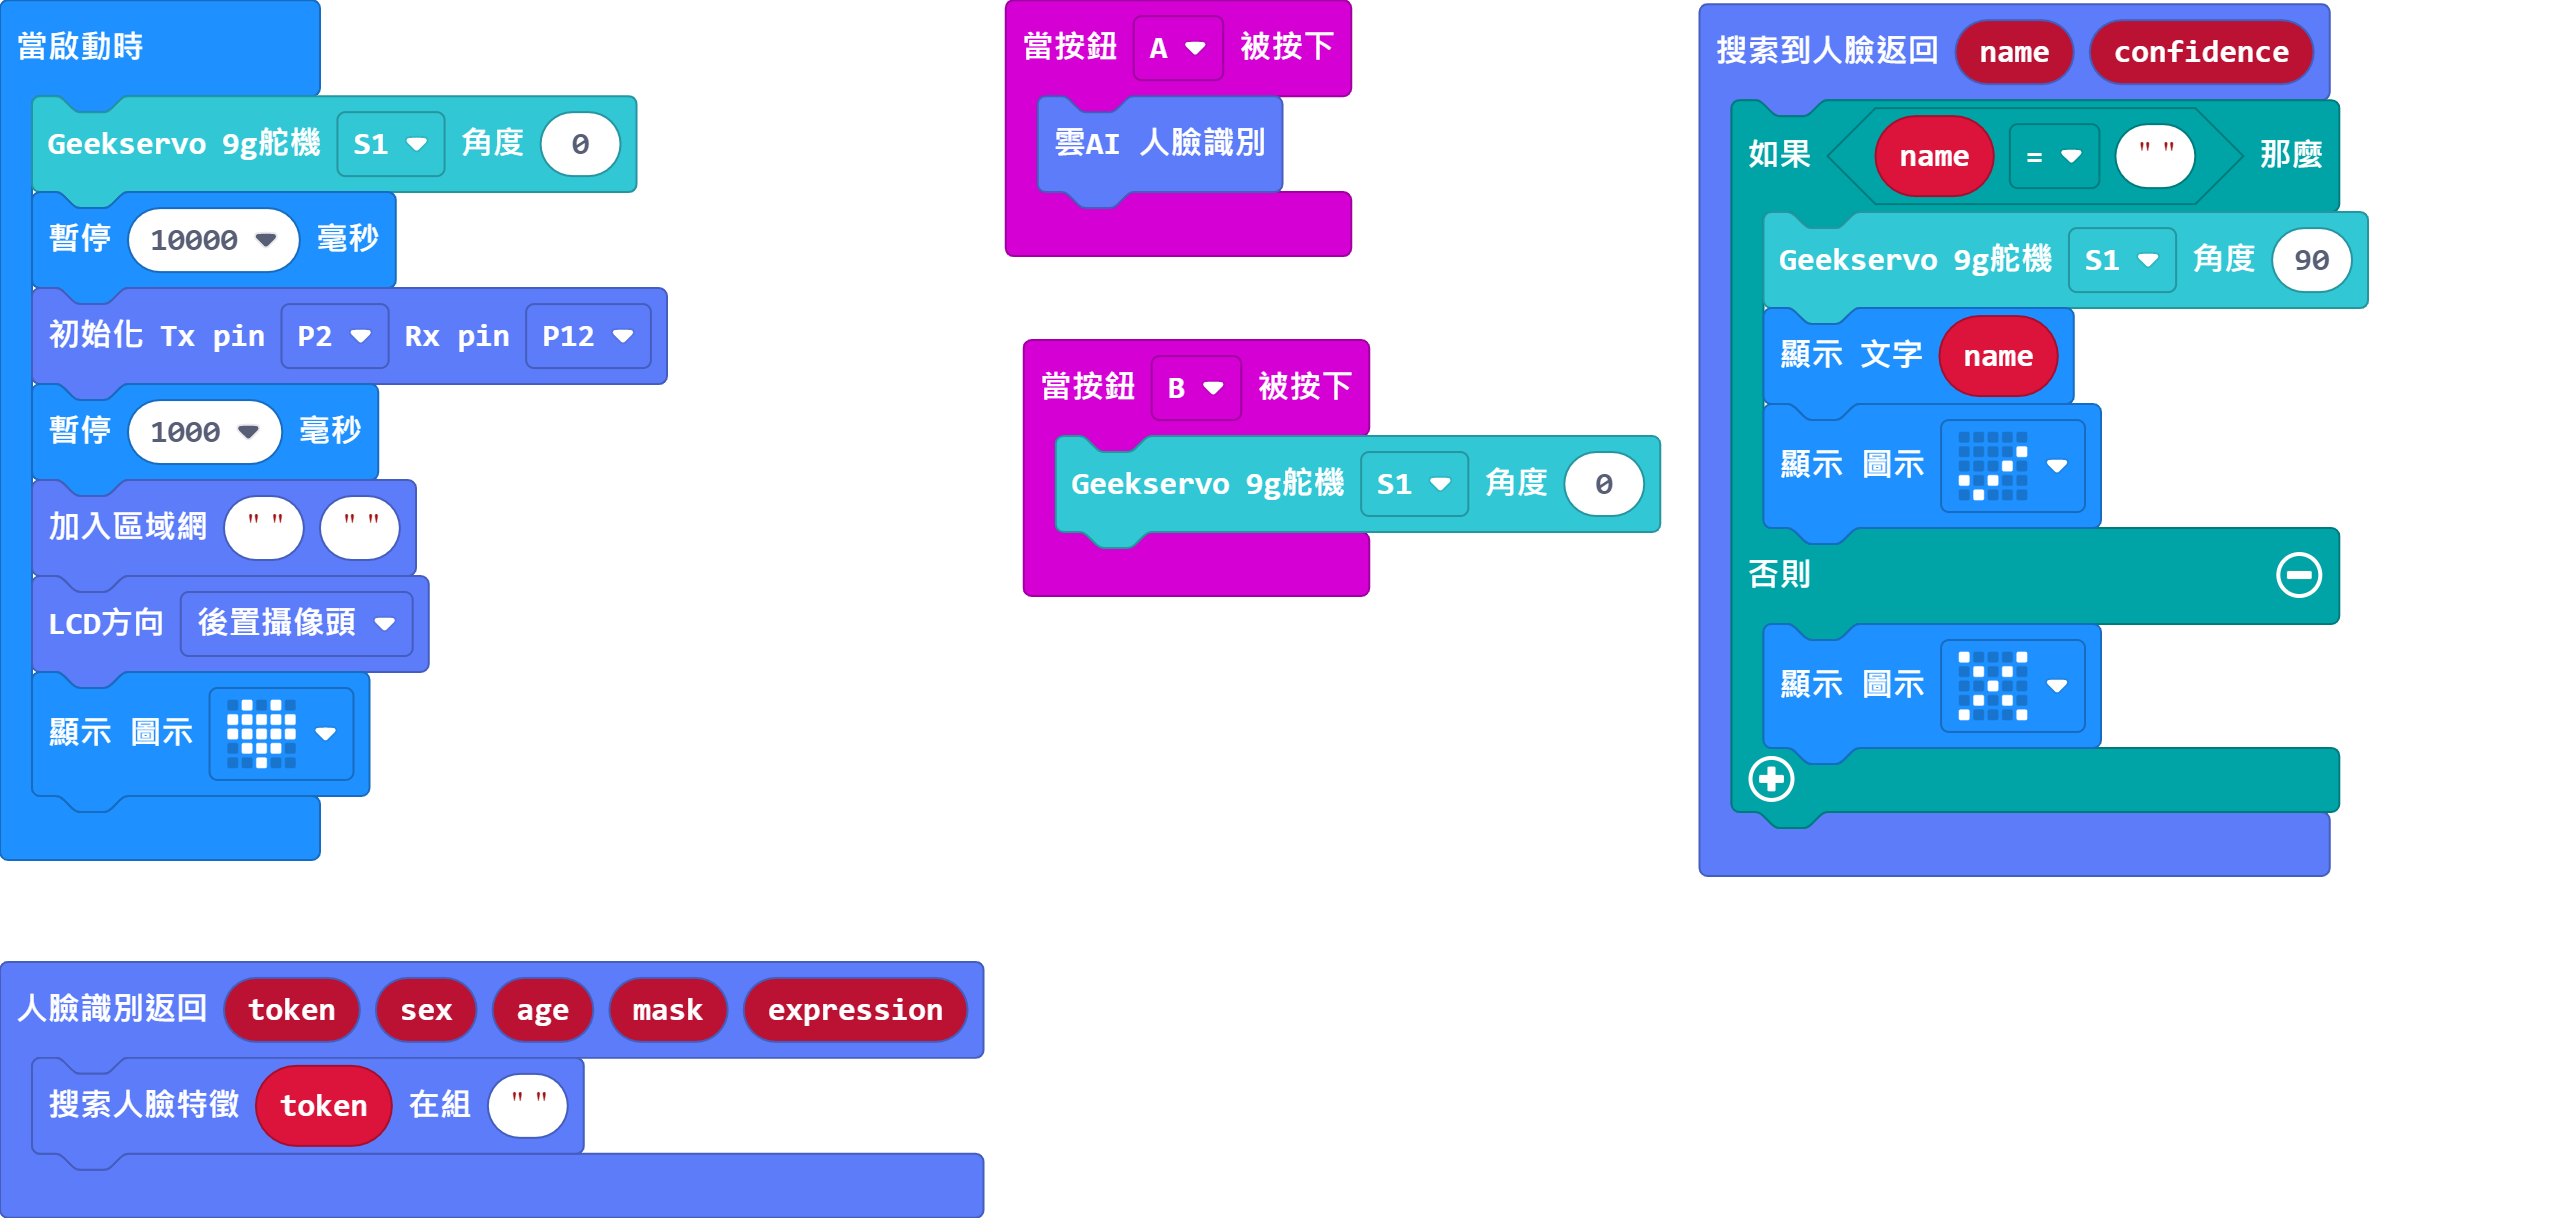 當啟動時
Geekservo 9g舵機 S1 角度 0
暫停 10000 毫秒
初始化 Tx pin P2 Rx pin P12
暫停 1000 毫秒
加入區域網 " " " "
LCD方向 後置攝像頭
顯示 圖示
當按鈕 A 被按下
雲AI 人臉識別
當按鈕 B 被按下
Geekservo 9g舵機 S1 角度 0
搜索到人臉返回 name confidence
如果 name = " " 那麼
Geekservo 9g舵機 S1 角度 90
顯示 文字 name
顯示 圖示
否則
顯示 圖示
人臉識別返回 token sex age mask expression
搜索人臉特徵 token 在組 " "